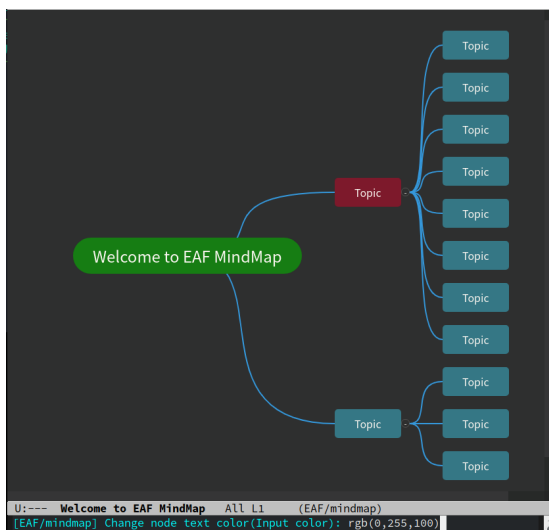 Topic
Topic
Topic
Topic
Topic
Topic
Topic
Topic
Topic
Welcome to EAF MindMap
Topic
Topic
Topic
Topic
U:--- Welcome to EAF MindMap All L1 (EAF/mindmap)
[EAF/mindmap] Change node text color(Input color): rgb(0,255,100)